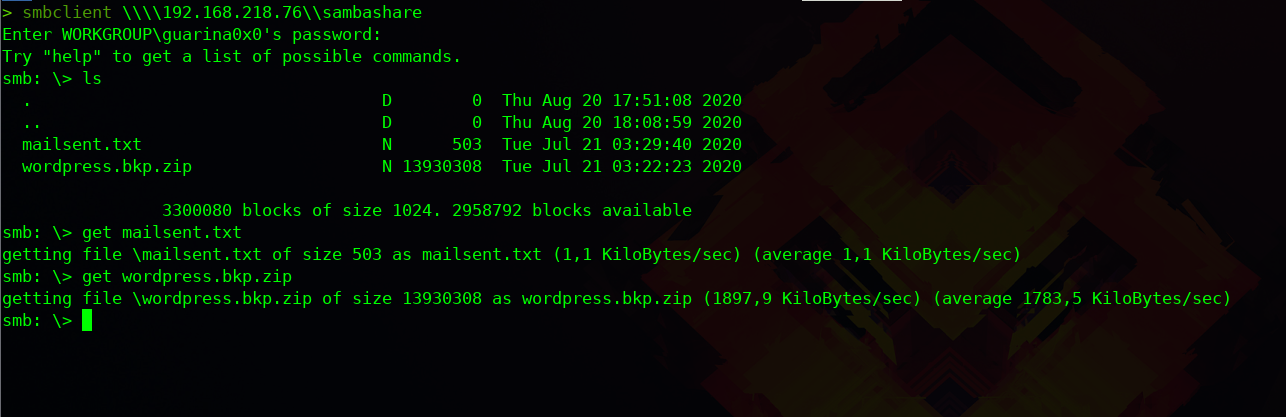 > smbclient \\\\192.168.218.76\\sambashare
Enter WORKGROUP\guarina0x0's password:
Try "help" to get a list of possible commands.
smb: \> ls
  .                                   D        0  Thu Aug 20 17:51:08 2020
  ..                                  D        0  Thu Aug 20 18:08:59 2020
  mailsent.txt                        N      503  Tue Jul 21 03:29:40 2020
  wordpress.bkp.zip                   N 13930308  Tue Jul 21 03:22:23 2020
                3300080 blocks of size 1024. 2958792 blocks available
smb: \> get mailsent.txt
getting file \mailsent.txt of size 503 as mailsent.txt (1,1 KiloBytes/sec) (average 1,1 KiloBytes/sec)
smb: \> get wordpress.bkp.zip
getting file \wordpress.bkp.zip of size 13930308 as wordpress.bkp.zip (1897,9 KiloBytes/sec) (average 1783,5 KiloBytes/sec)
smb: \>